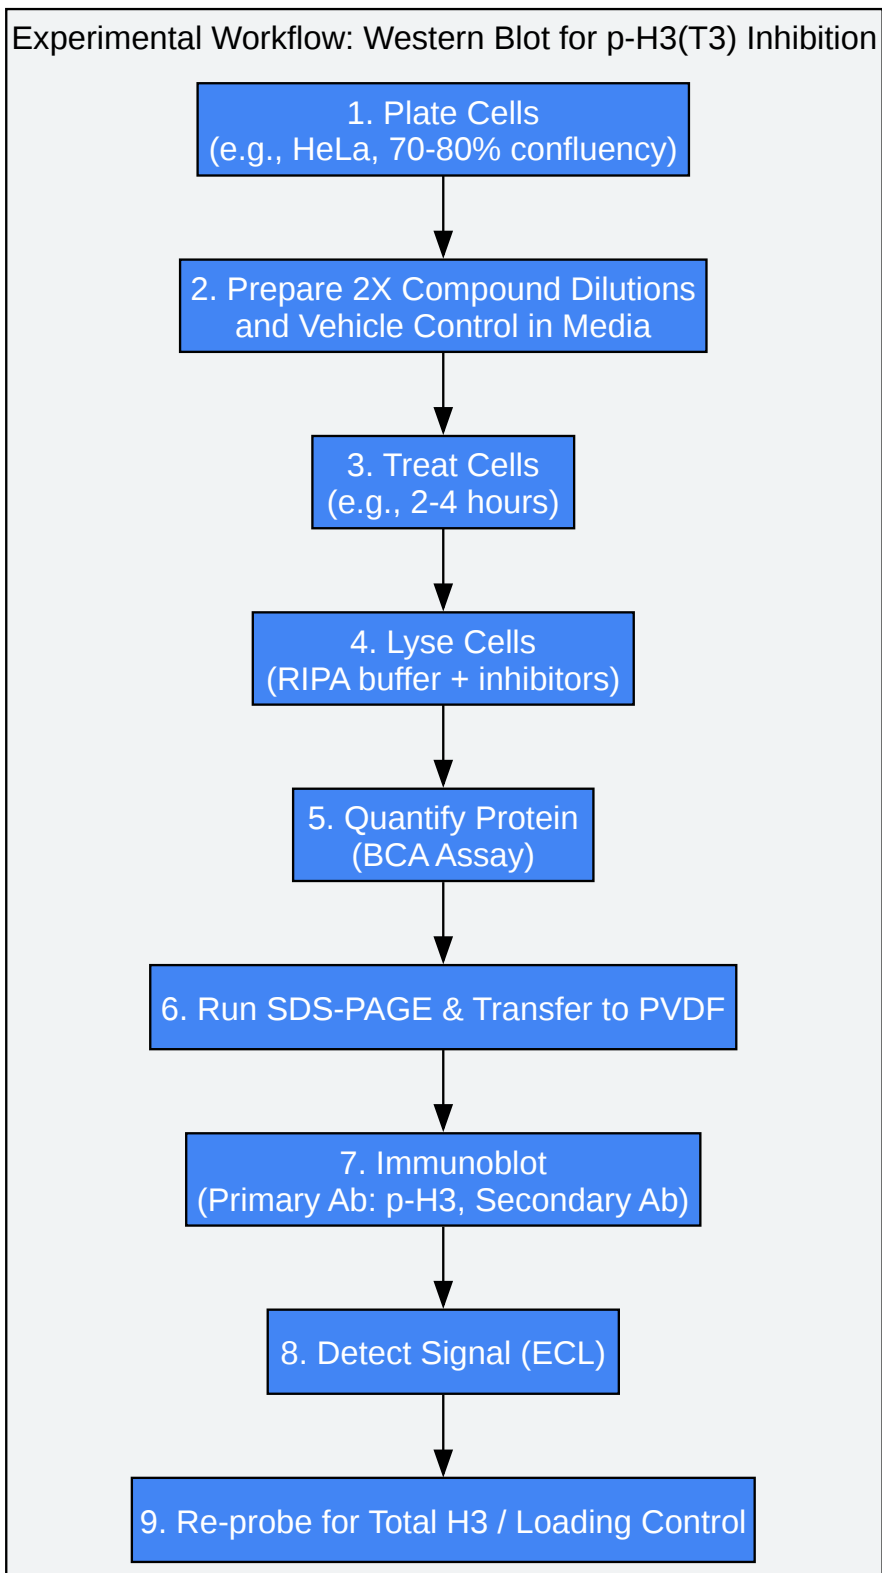 Experimental Workflow: Western Blot for p-H3(T3) Inhibition
1. Plate Cells
(e.g., HeLa, 70-80% confluency)
2. Prepare 2X Compound Dilutions
and Vehicle Control in Media
3. Treat Cells
(e.g., 2-4 hours)
4. Lyse Cells
(RIPA buffer + inhibitors)
5. Quantify Protein
(BCA Assay)
6. Run SDS-PAGE & Transfer to PVDF
7. Immunoblot
(Primary Ab: p-H3, Secondary Ab)
8. Detect Signal (ECL)
9. Re-probe for Total H3 / Loading Control